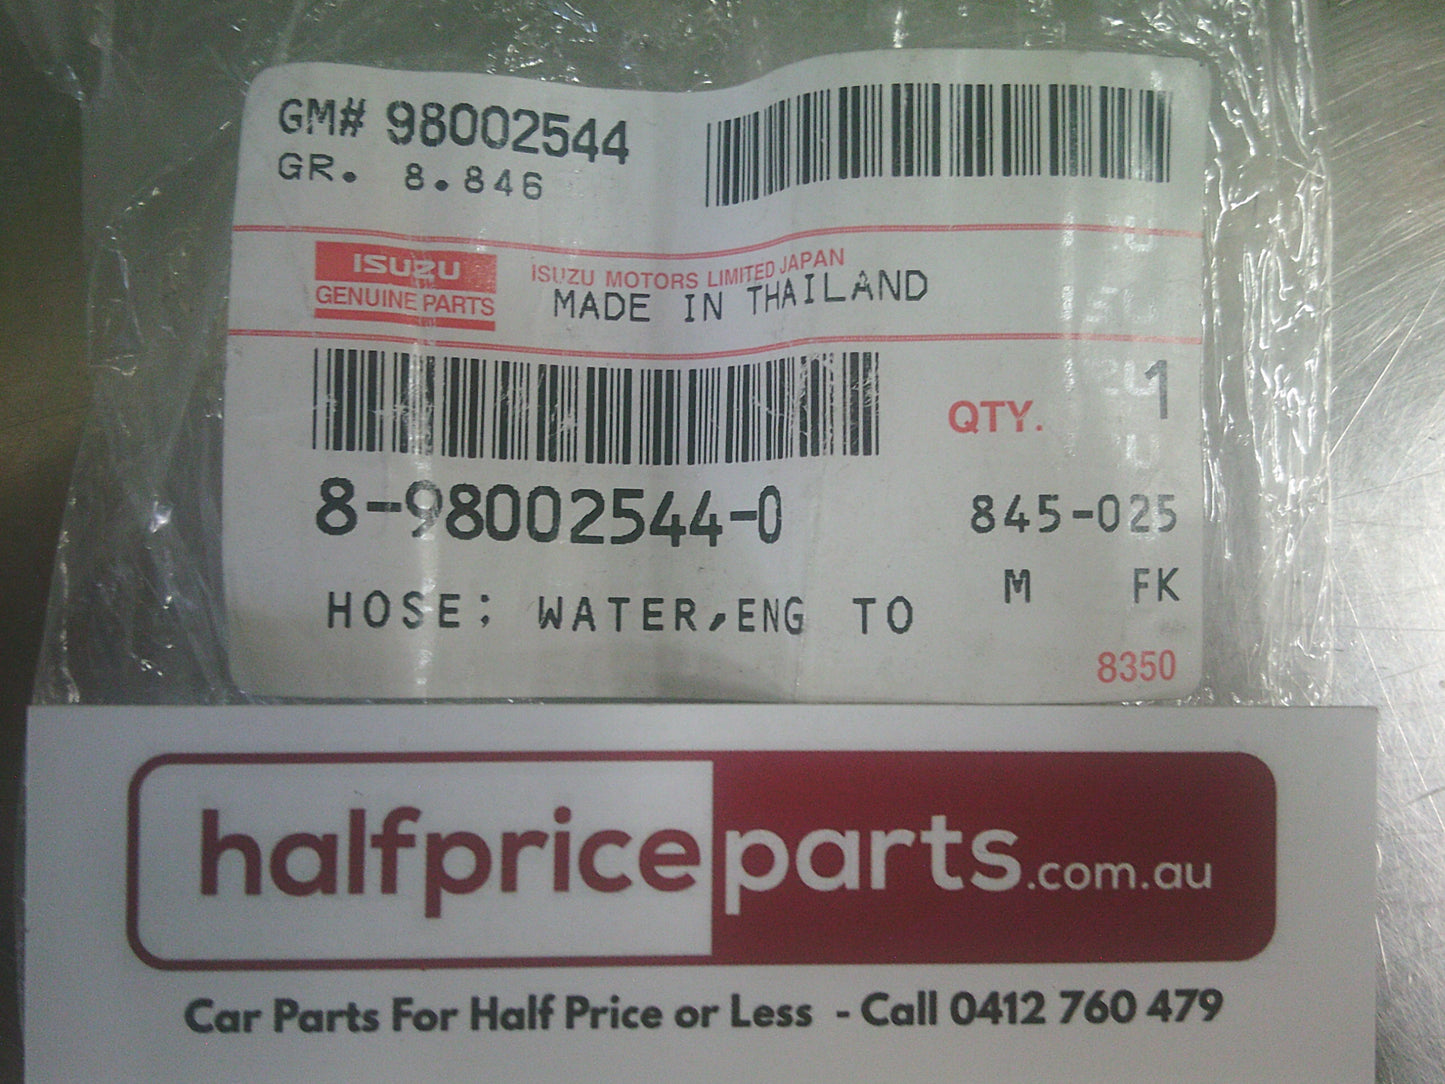 GM# 98002544
GR. 8.846
ISUZU
GENUINE PARTS
ISUZU MOTORS LIMITED JAPAN
MADE IN THAILAND
QTY. 1
8-98002544-0
845-025
HOSE; WATER,ENG TO
M FK
8350
halfpriceparts.com.au
Car Parts For Half Price or Less - Call 0412 760 479